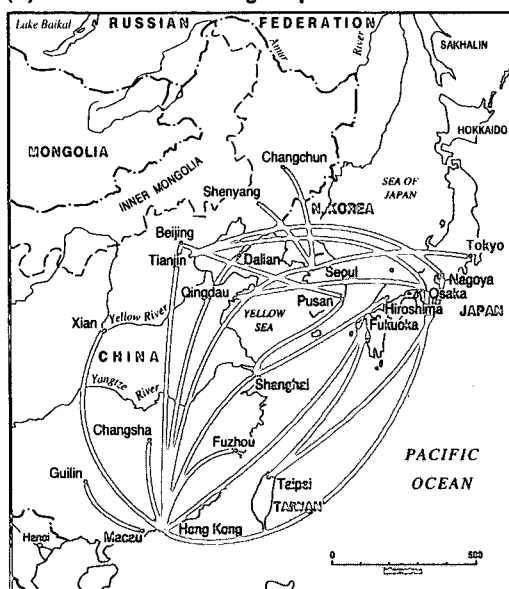 Lake Baikal
RUSSIAN FEDERATION
Amur
River
SAKHALIN
HOKKAIDO
MONGOLIA
INNER MONGOLIA
Changchun
SEA OF
JAPAN
Shenyang
N. KOREA
Beijing
Tianjin
Dalian
Tokyo
Seoul
Nagoya
Qingdau
Pusan
Osaka
JAPAN
Hiroshima
YELLOW
SEA
Fukuoka
Xian
Yellow River
CHINA
Yangtze
River
Shanghai
Changsha
Fuzhou
PACIFIC
OCEAN
Guilin
Taipei
TAIWAN
Hanoi
Macau
Hong Kong
0 500